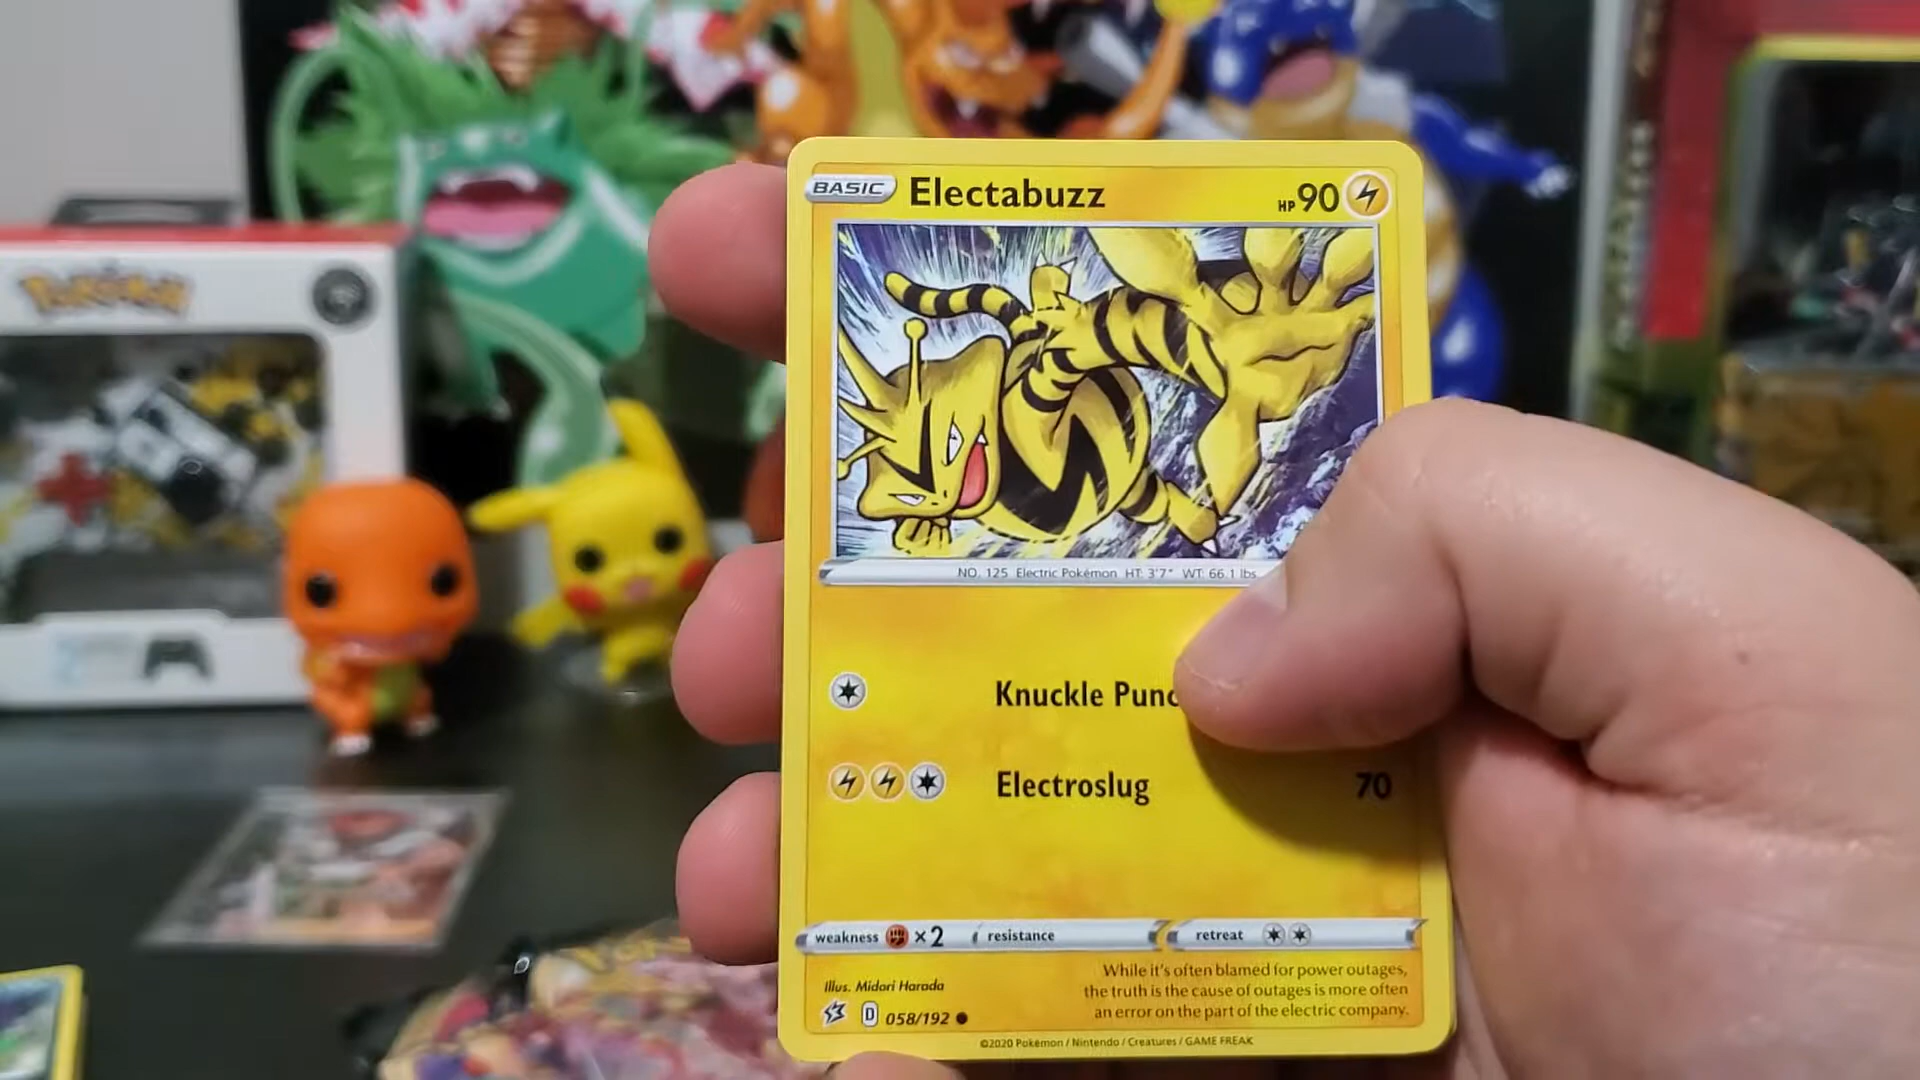 Pokémon
BASIC Electabuzz HP 90
NO. 125 Electric Pokémon HT: 3'7" WT: 66.1 lbs.
Knuckle Punc
Electroslug 70
weakness ×2 resistance retreat
Illus. Midori Harada
While it's often blamed for power outages,
the truth is the cause of outages is more often
an error on the part of the electric company.
D 058/192
©2020 Pokémon / Nintendo / Creatures / GAME FREAK